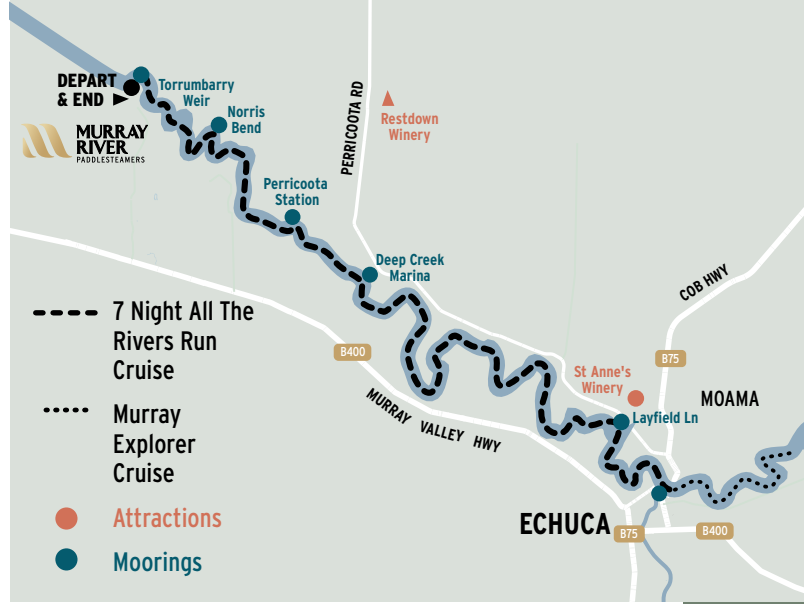 DEPART
& END
Torrumbarry
Weir
Norris
Bend
MURRAY
RIVER
PADDLESTEAMERS
PERRICOOTA RD
Restdown
Winery
Perricoota
Station
Deep Creek
Marina
COB HWY
7 Night All The
Rivers Run
Cruise
B400
B75
St Anne's
Winery
MOAMA
MURRAY VALLEY HWY
Layfield Ln
Murray
Explorer
Cruise
Attractions
ECHUCA
B75
B400
Moorings